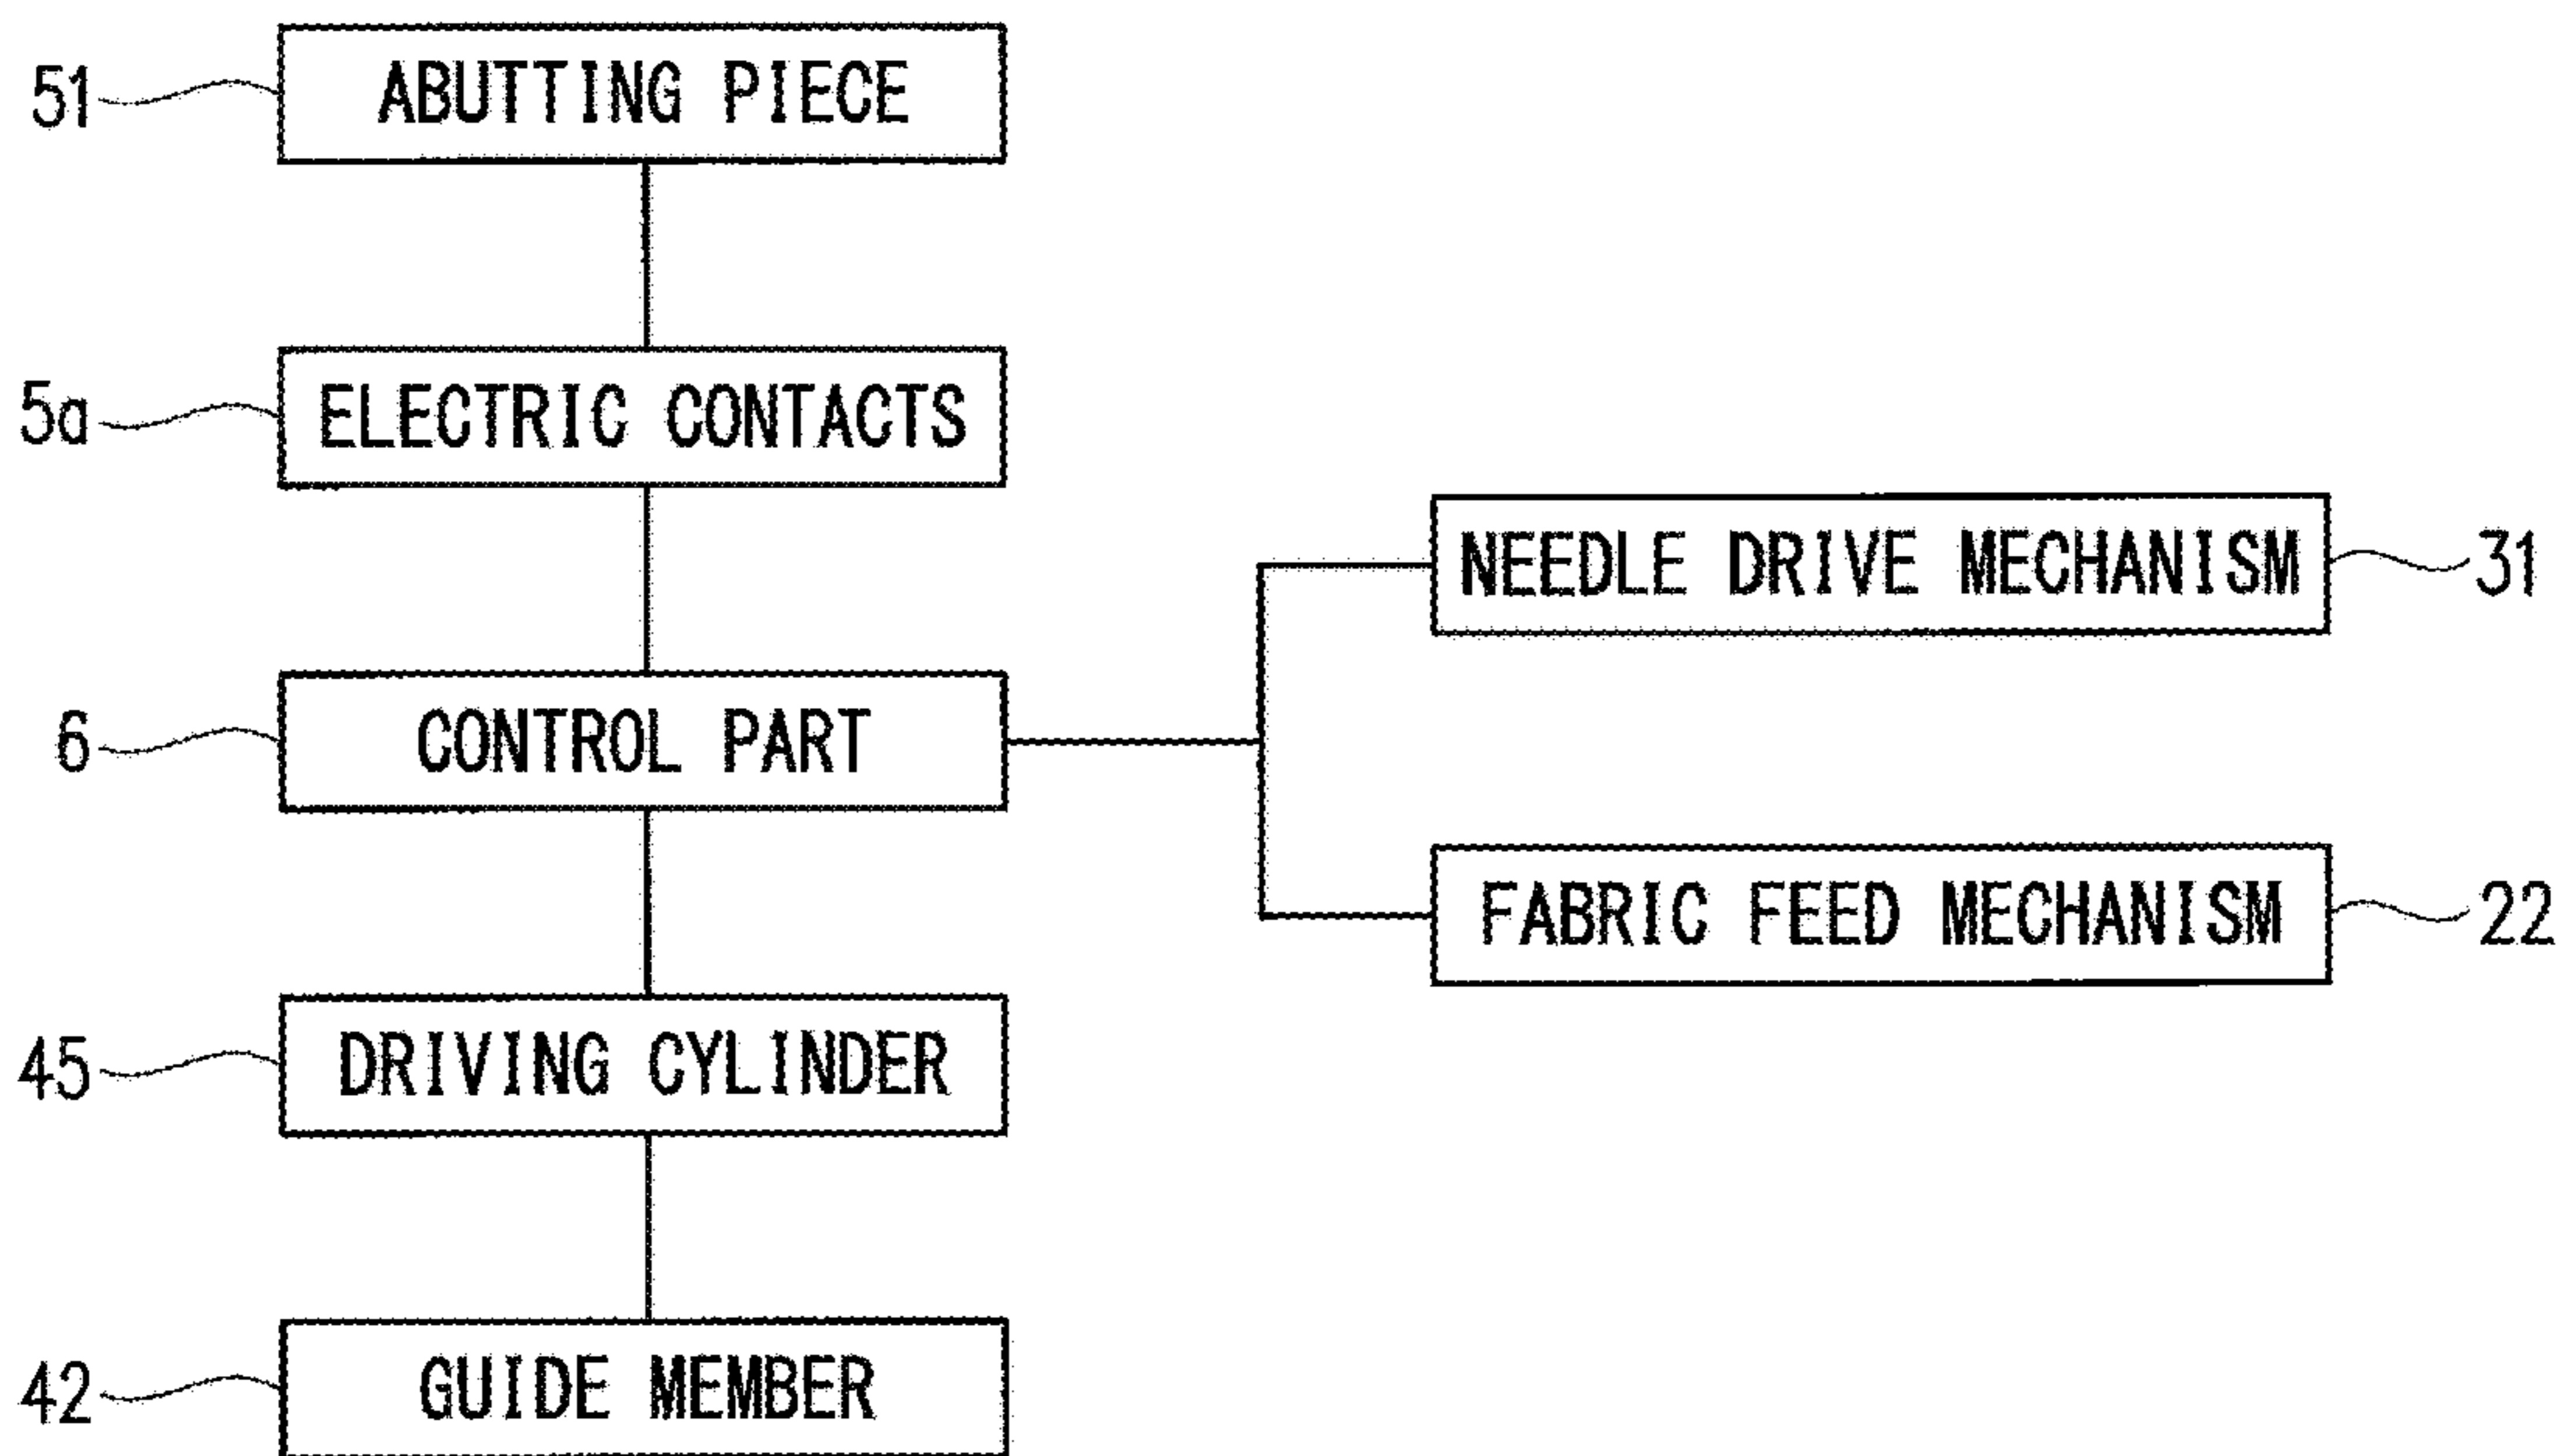 51 ABUTTING PIECE
5a ELECTRIC CONTACTS
NEEDLE DRIVE MECHANISM 31
6 CONTROL PART
FABRIC FEED MECHANISM 22
45 DRIVING CYLINDER
42 GUIDE MEMBER